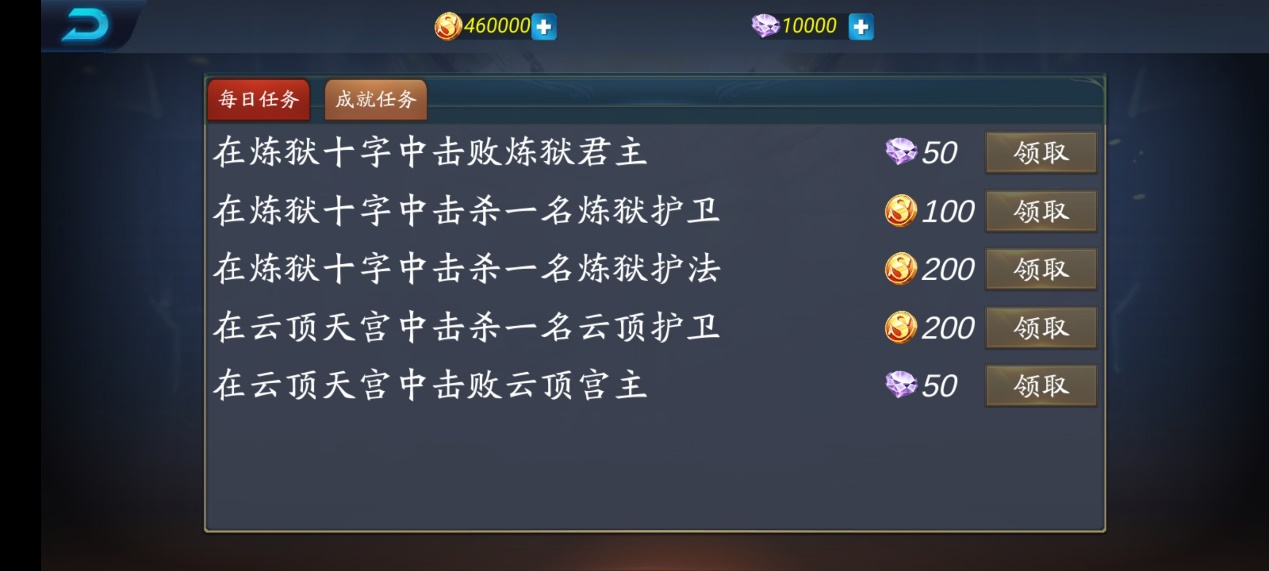 460000 10000
每日任务 成就任务
在炼狱十字中击败炼狱君主 50 领取
在炼狱十字中击杀一名炼狱护卫 100 领取
在炼狱十字中击杀一名炼狱护法 200 领取
在云顶天宫中击杀一名云顶护卫 200 领取
在云顶天宫中击败云顶宫主 50 领取